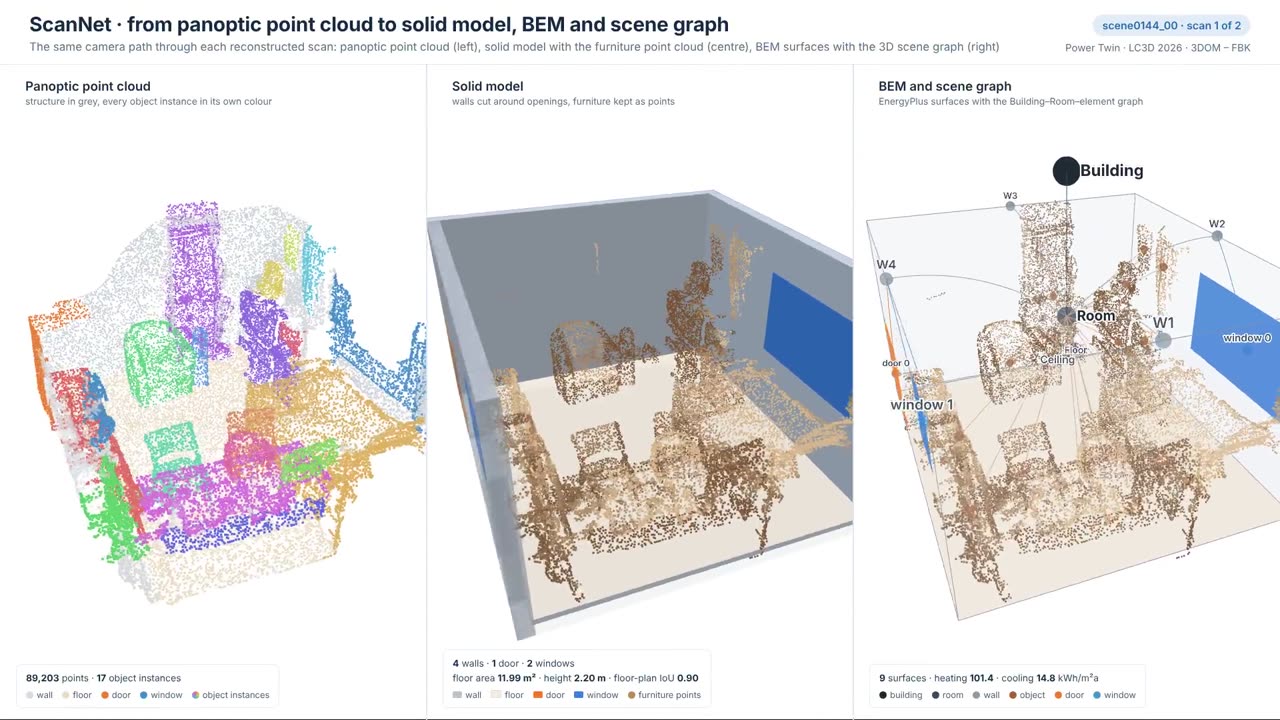 ScanNet · from panoptic point cloud to solid model, BEM and scene graph
The same camera path through each reconstructed scan: panoptic point cloud (left), solid model with the furniture point cloud (centre), BEM surfaces with the 3D scene graph (right)
scene0144_00 · scan 1 of 2
Power Twin · LC3D 2026 · 3DOM – FBK
Panoptic point cloud
structure in grey, every object instance in its own colour
89,203 points · 17 object instances
wall floor door window object instances
Solid model
walls cut around openings, furniture kept as points
4 walls · 1 door · 2 windows
floor area 11.99 m² · height 2.20 m · floor-plan IoU 0.90
wall floor door window furniture points
BEM and scene graph
EnergyPlus surfaces with the Building–Room–element graph
Building
W3
W2
W4
Room
W1
window 0
Floor
Ceiling
door 0
window 1
9 surfaces · heating 101.4 · cooling 14.8 kWh/m²a
building room wall object door window